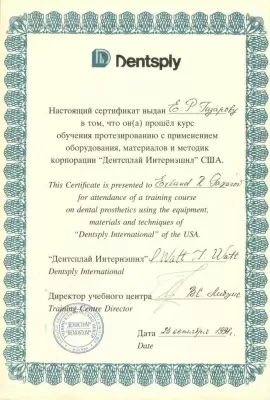 Dentsply
Настоящий сертификат выдан
в том, что он(а) прошёл курс
обучения протезированию с применением
оборудования, материалов и методик
корпорации "Дентсплай Интернэшнл" США.
This Certificate is presented to
for attendance of a training course
on dental prosthetics using the equipment,
materials and techniques of
"Dentsply International" of the USA.
"Дентсплай Интернэшнл"
Dentsply International
Директор учебного центра
Training Centre Director
Дата 26 октября
Date